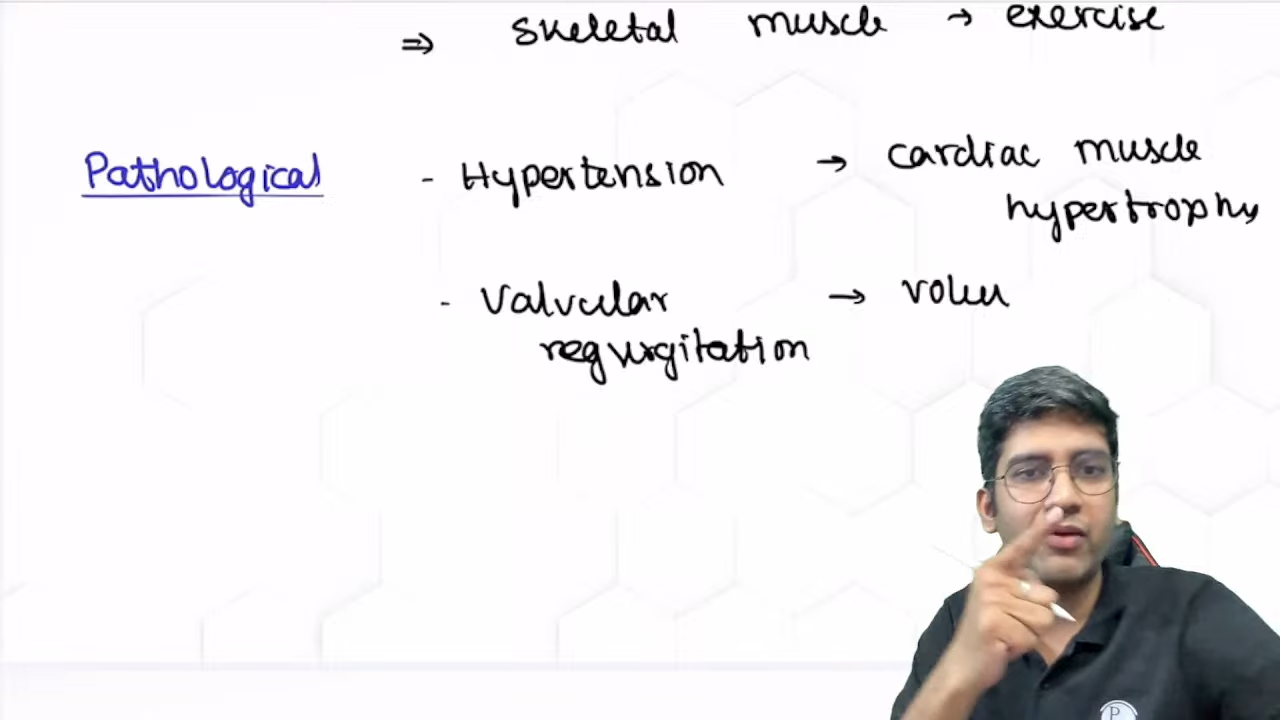 ⇒ skeletal muscle → exercise
Pathological - Hypertension → cardiac muscle
hypertrophy
- Valvular → volu
regurgitation
P